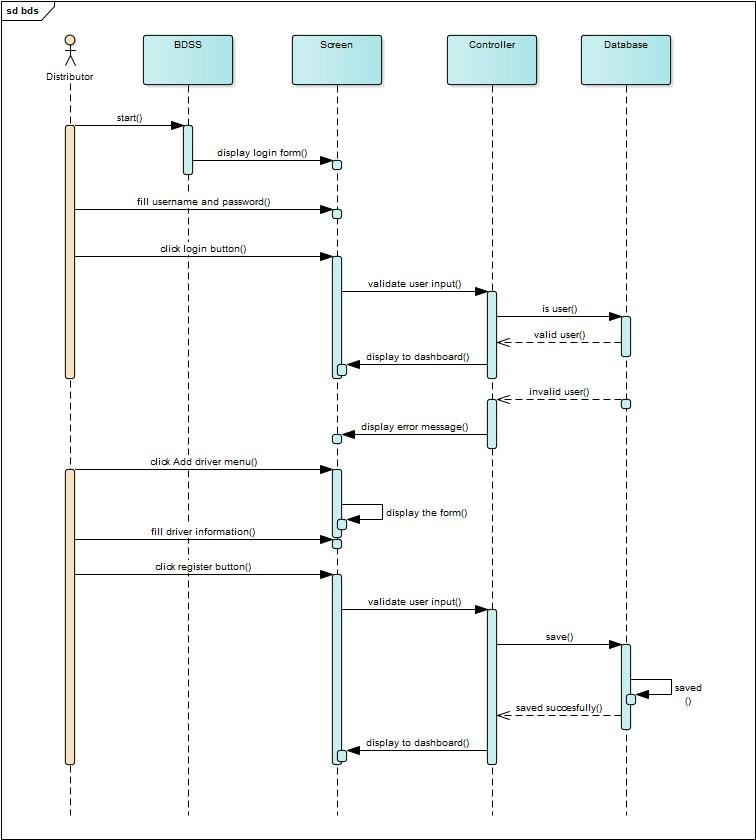 sd bds
BDSS
Screen
Controller
Database
Distributor
start()
display login form()
fill username and password()
click login button()
validate user input()
is user()
valid user()
display to dashboard()
invalid user()
display error message()
click Add driver menu()
display the form()
fill driver information()
click register button()
validate user input()
save()
saved
()
saved succesfully()
display to dashboard()